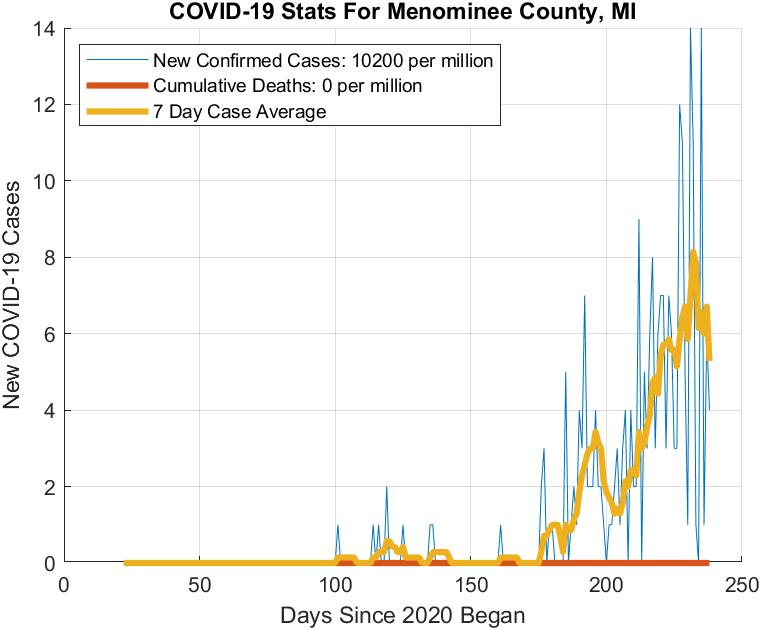 COVID-19 Stats For Menominee County, MI
New Confirmed Cases: 10200 per million
Cumulative Deaths: 0 per million
7 Day Case Average
14
12
10
8
6
4
2
0
New COVID-19 Cases
0 50 100 150 200 250
Days Since 2020 Began